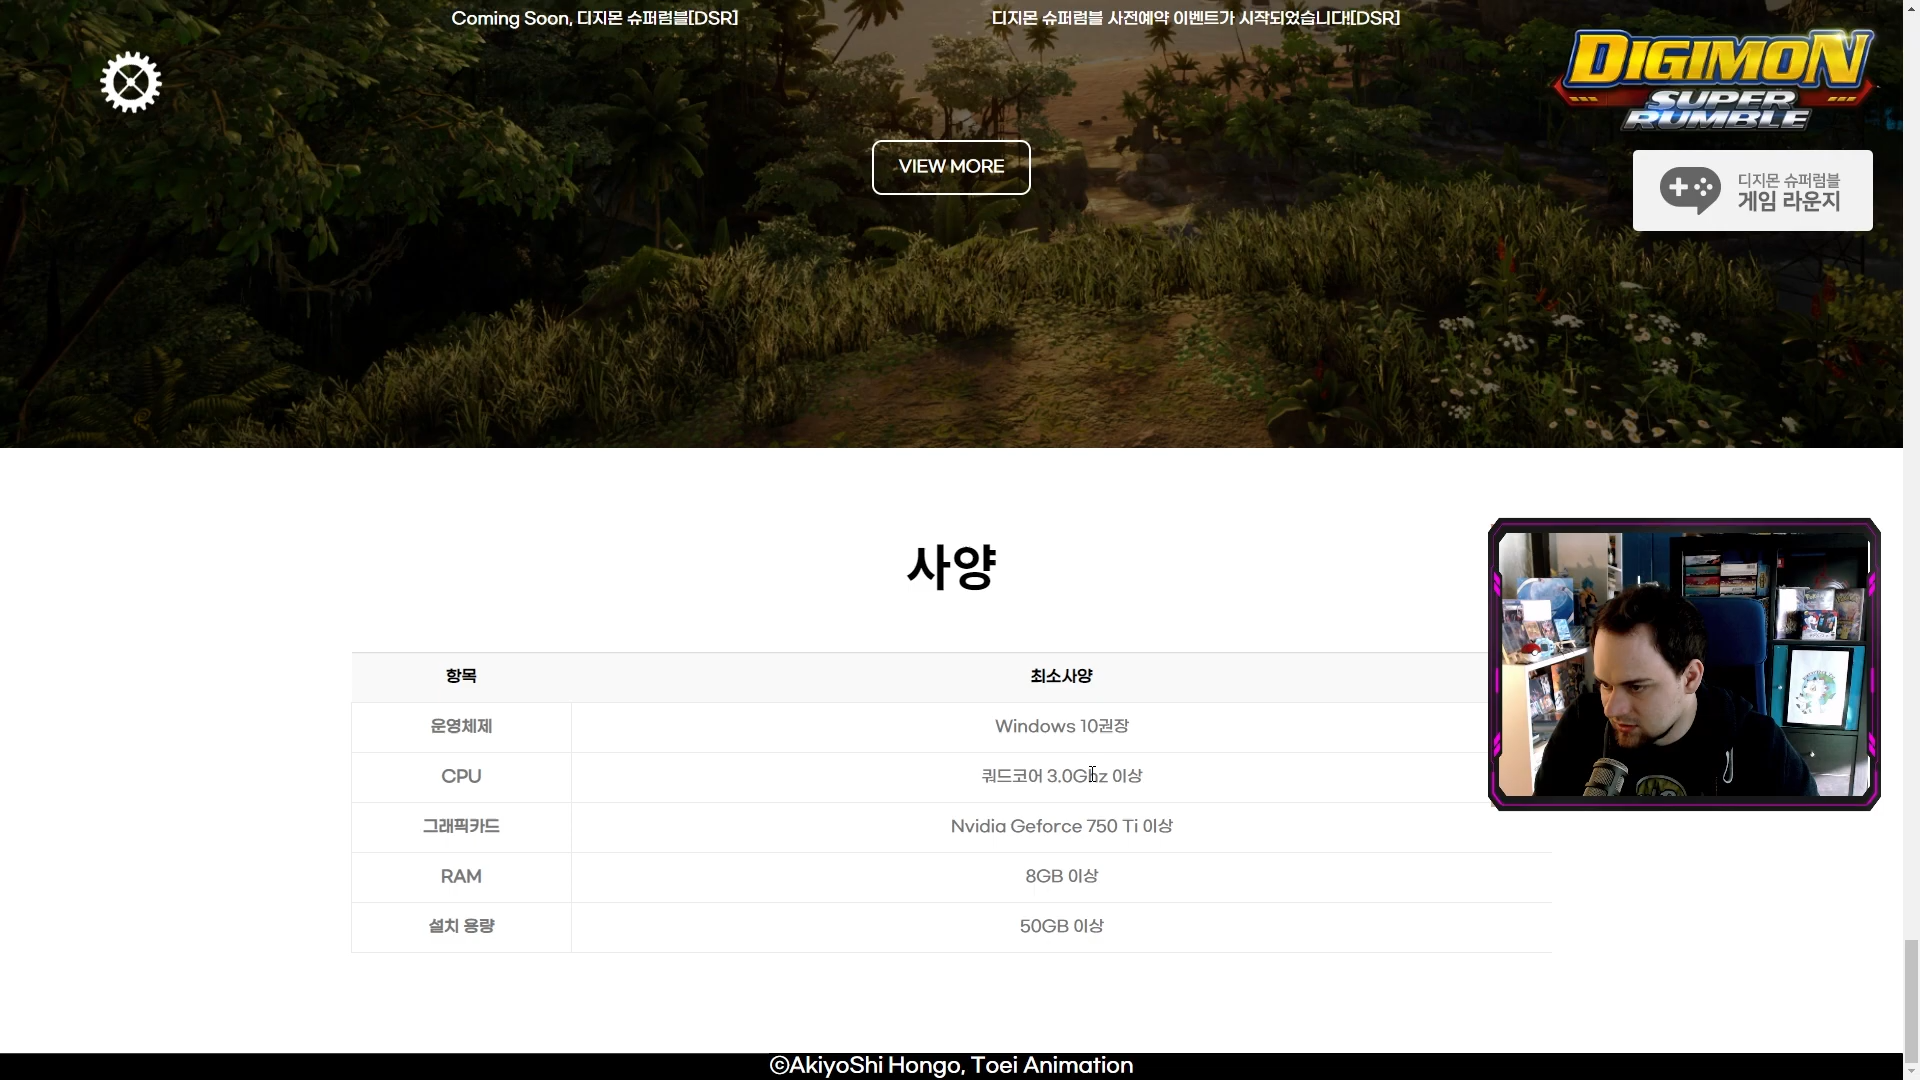 Coming Soon, 디지몬 슈퍼럼블[DSR]
디지몬 슈퍼럼블 사전예약 이벤트가 시작되었습니다![DSR]
DIGIMON
SUPER
RUMBLE
VIEW MORE
디지몬 슈퍼럼블
게임 라운지
사양
항목 최소사양
운영체제 Windows 10권장
CPU 쿼드코어 3.0Ghz 이상
그래픽카드 Nvidia Geforce 750 Ti 이상
RAM 8GB 이상
설치 용량 50GB 이상
©AkiyoShi Hongo, Toei Animation